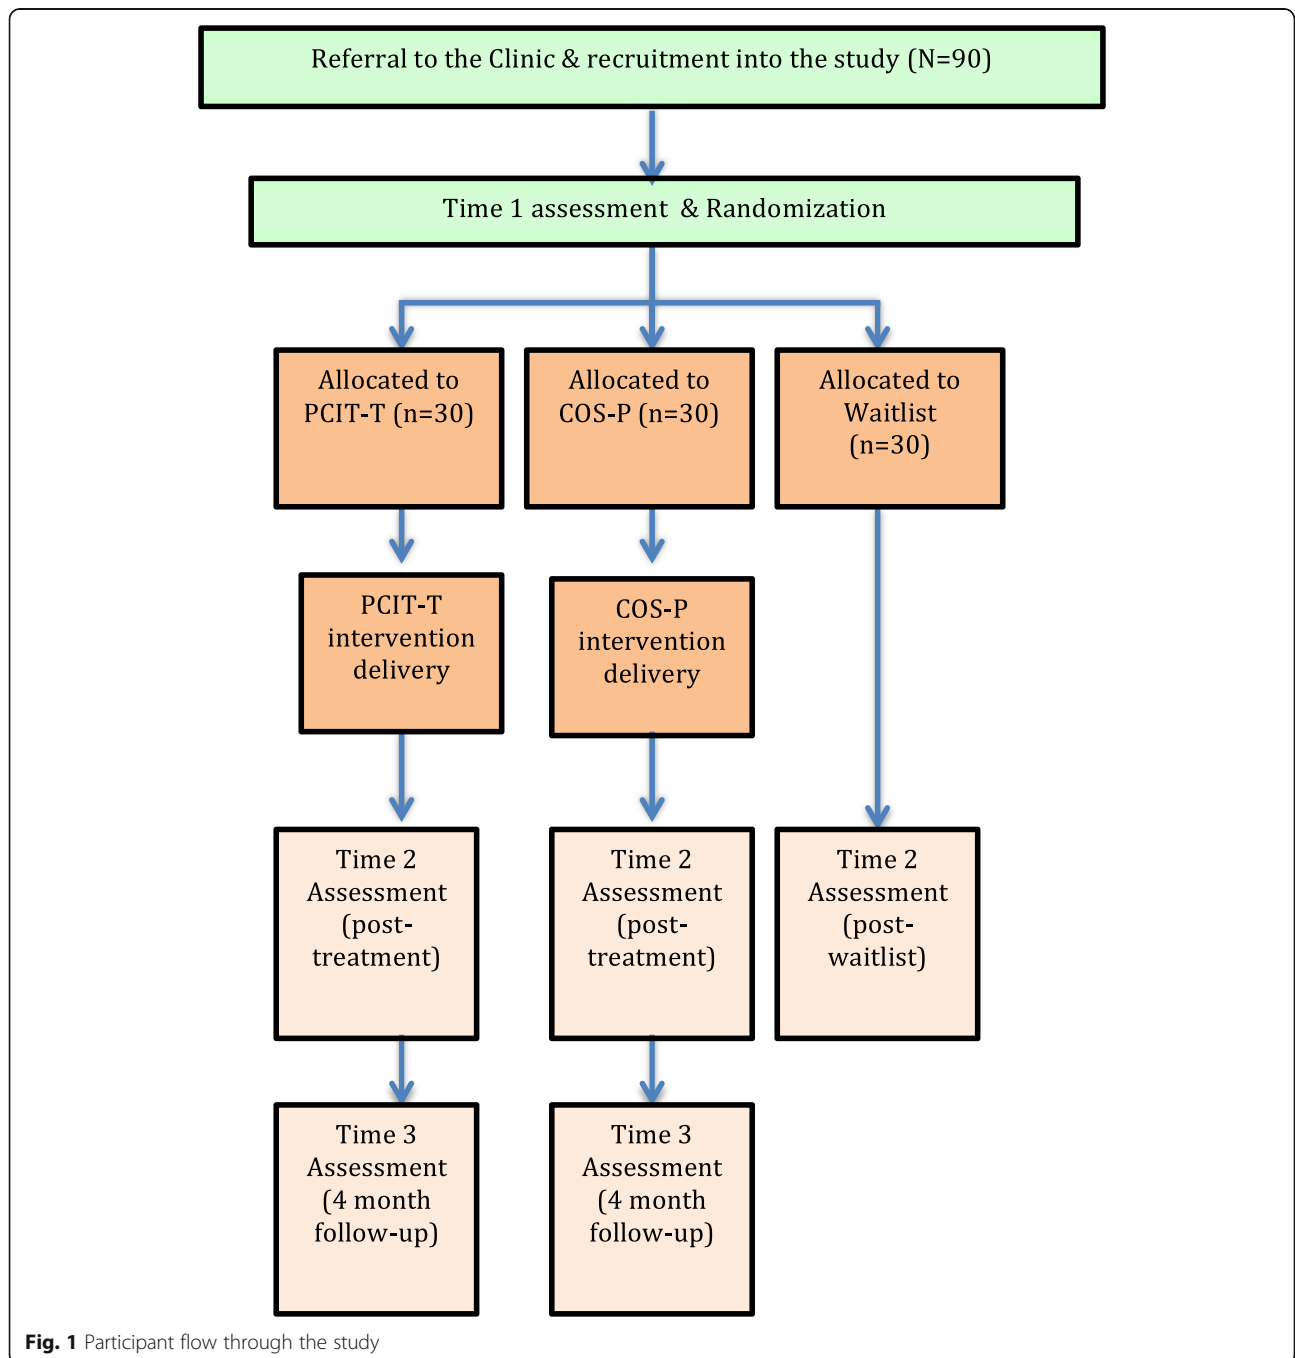 Referral to the Clinic & recruitment into the study (N=90)
Time 1 assessment & Randomization
Allocated to
PCIT-T (n=30)
Allocated to
COS-P (n=30)
Allocated to
Waitlist
(n=30)
PCIT-T
intervention
delivery
COS-P
intervention
delivery
Time 2
Assessment
(post-
treatment)
Time 2
Assessment
(post-
treatment)
Time 2
Assessment
(post-
waitlist)
Time 3
Assessment
(4 month
follow-up)
Time 3
Assessment
(4 month
follow-up)
Fig. 1 Participant flow through the study